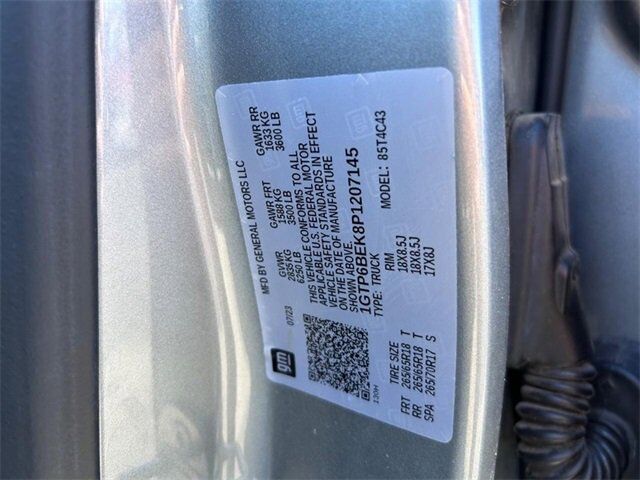 MFD BY GENERAL MOTORS LLC
gm
07/23
GVWR GAWR FRT GAWR RR
2835 KG 1588 KG 1633 KG
6250 LB 3500 LB 3600 LB
THIS VEHICLE CONFORMS TO ALL
APPLICABLE U.S. FEDERAL MOTOR
VEHICLE SAFETY STANDARDS IN EFFECT
ON THE DATE OF MANUFACTURE
SHOWN ABOVE.
1GTP6BEK8P1207145
TYPE: TRUCK MODEL: 85T4C43
130H
TIRE SIZE RIM
FRT 265/65R18 T 18X8.5J
RR 265/65R18 T 18X8.5J
SPA 265/70R17 S 17X8J